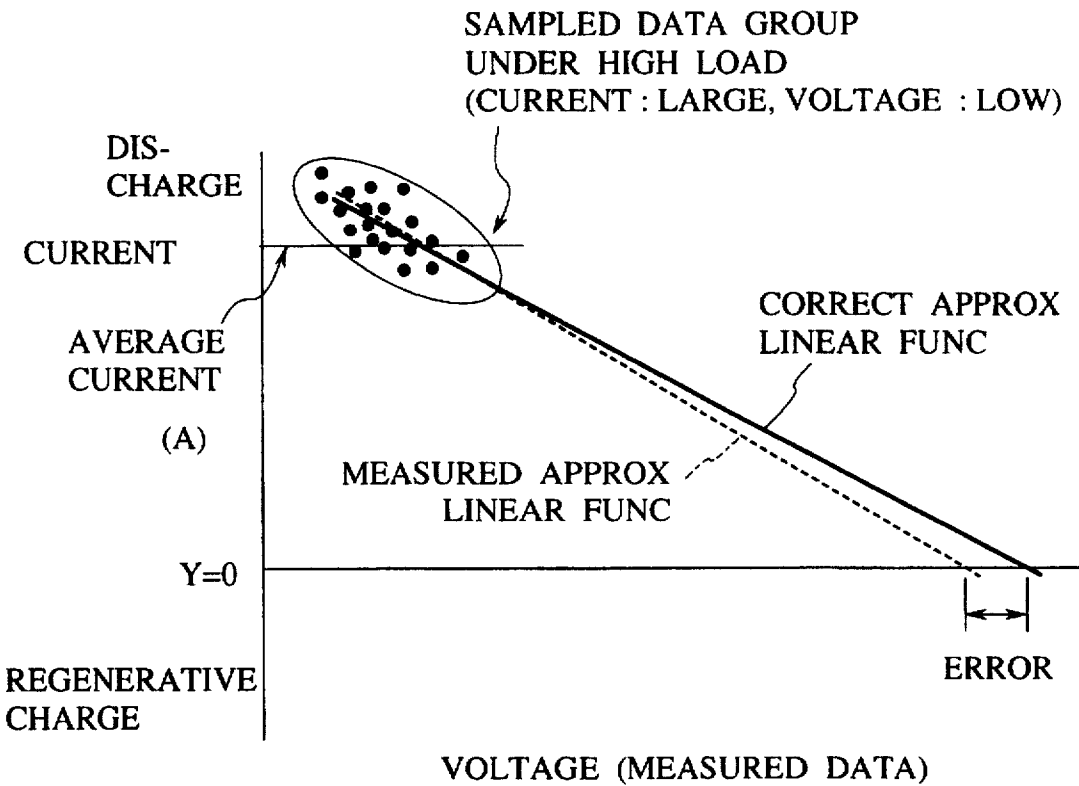 SAMPLED DATA GROUP
UNDER HIGH LOAD
(CURRENT : LARGE, VOLTAGE : LOW)
DIS-
CHARGE
CURRENT
AVERAGE
CURRENT
(A)
CORRECT APPROX
LINEAR FUNC
MEASURED APPROX
LINEAR FUNC
Y=0
ERROR
REGENERATIVE
CHARGE
VOLTAGE (MEASURED DATA)